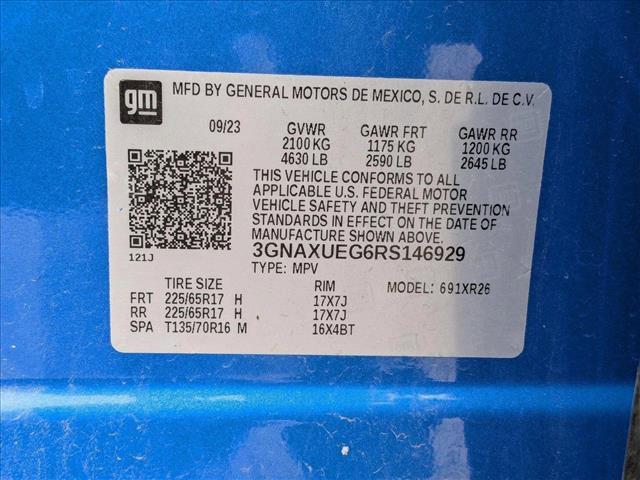 gm
MFD BY GENERAL MOTORS DE MEXICO, S. DE R.L. DE C.V.
09/23 GVWR GAWR FRT GAWR RR
2100 KG 1175 KG 1200 KG
4630 LB 2590 LB 2645 LB
THIS VEHICLE CONFORMS TO ALL
APPLICABLE U.S. FEDERAL MOTOR
VEHICLE SAFETY AND THEFT PREVENTION
STANDARDS IN EFFECT ON THE DATE OF
MANUFACTURE SHOWN ABOVE.
121J
3GNAXUEG6RS146929
TYPE: MPV
TIRE SIZE RIM MODEL: 691XR26
FRT 225/65R17 H 17X7J
RR 225/65R17 H 17X7J
SPA T135/70R16 M 16X4BT